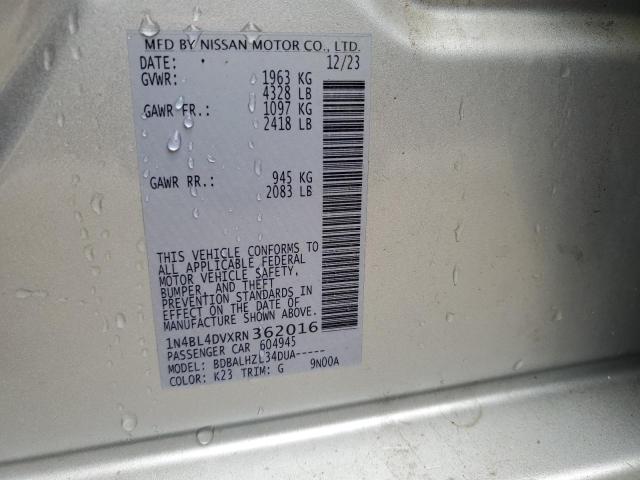 MFD BY NISSAN MOTOR CO., LTD.
DATE: 12/23
GVWR: 1963 KG
4328 LB
GAWR FR.: 1097 KG
2418 LB
GAWR RR.: 945 KG
2083 LB
THIS VEHICLE CONFORMS TO
ALL APPLICABLE FEDERAL
MOTOR VEHICLE SAFETY,
BUMPER, AND THEFT
PREVENTION STANDARDS IN
EFFECT ON THE DATE OF
MANUFACTURE SHOWN ABOVE.
1N4BL4DVXRN362016
PASSENGER CAR 604945
MODEL: BDBALHZL34DUA-----
COLOR: K23 TRIM: G 9N00A